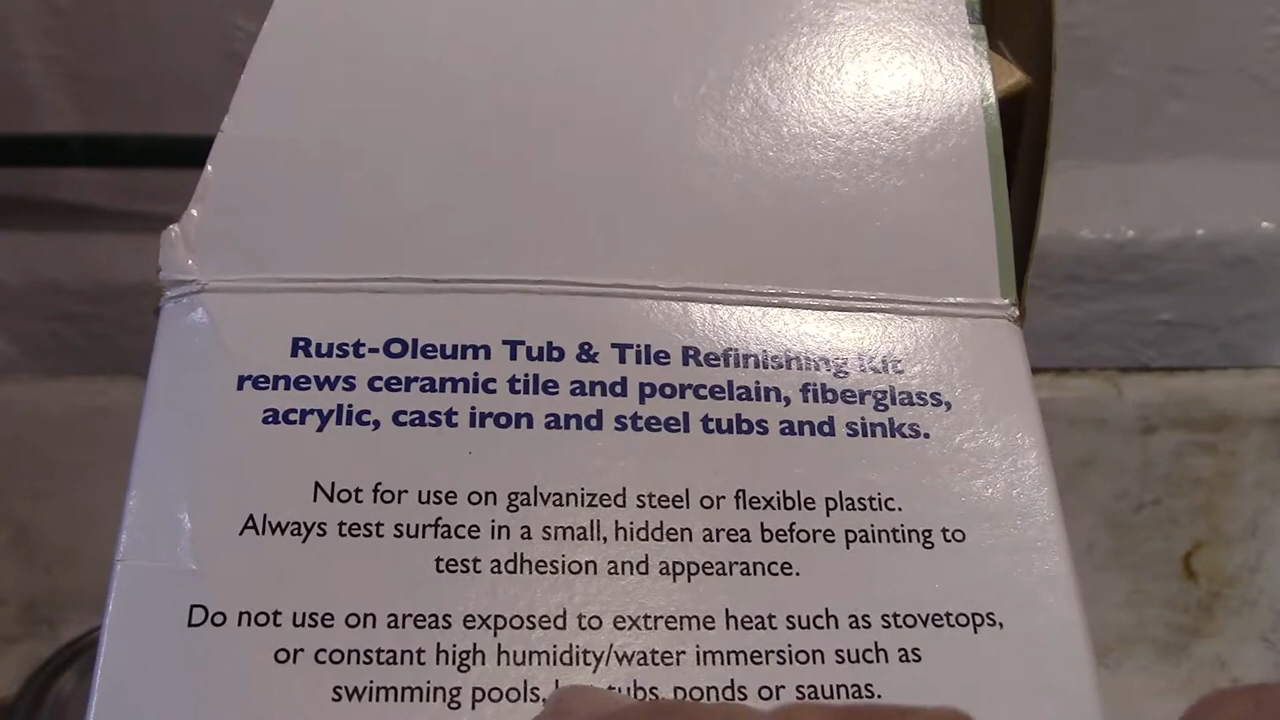 Rust-Oleum Tub & Tile Refinishing Kit
renews ceramic tile and porcelain, fiberglass,
acrylic, cast iron and steel tubs and sinks.
Not for use on galvanized steel or flexible plastic.
Always test surface in a small, hidden area before painting to
test adhesion and appearance.
Do not use on areas exposed to extreme heat such as stovetops,
or constant high humidity/water immersion such as
swimming pools, tubs, ponds or saunas.